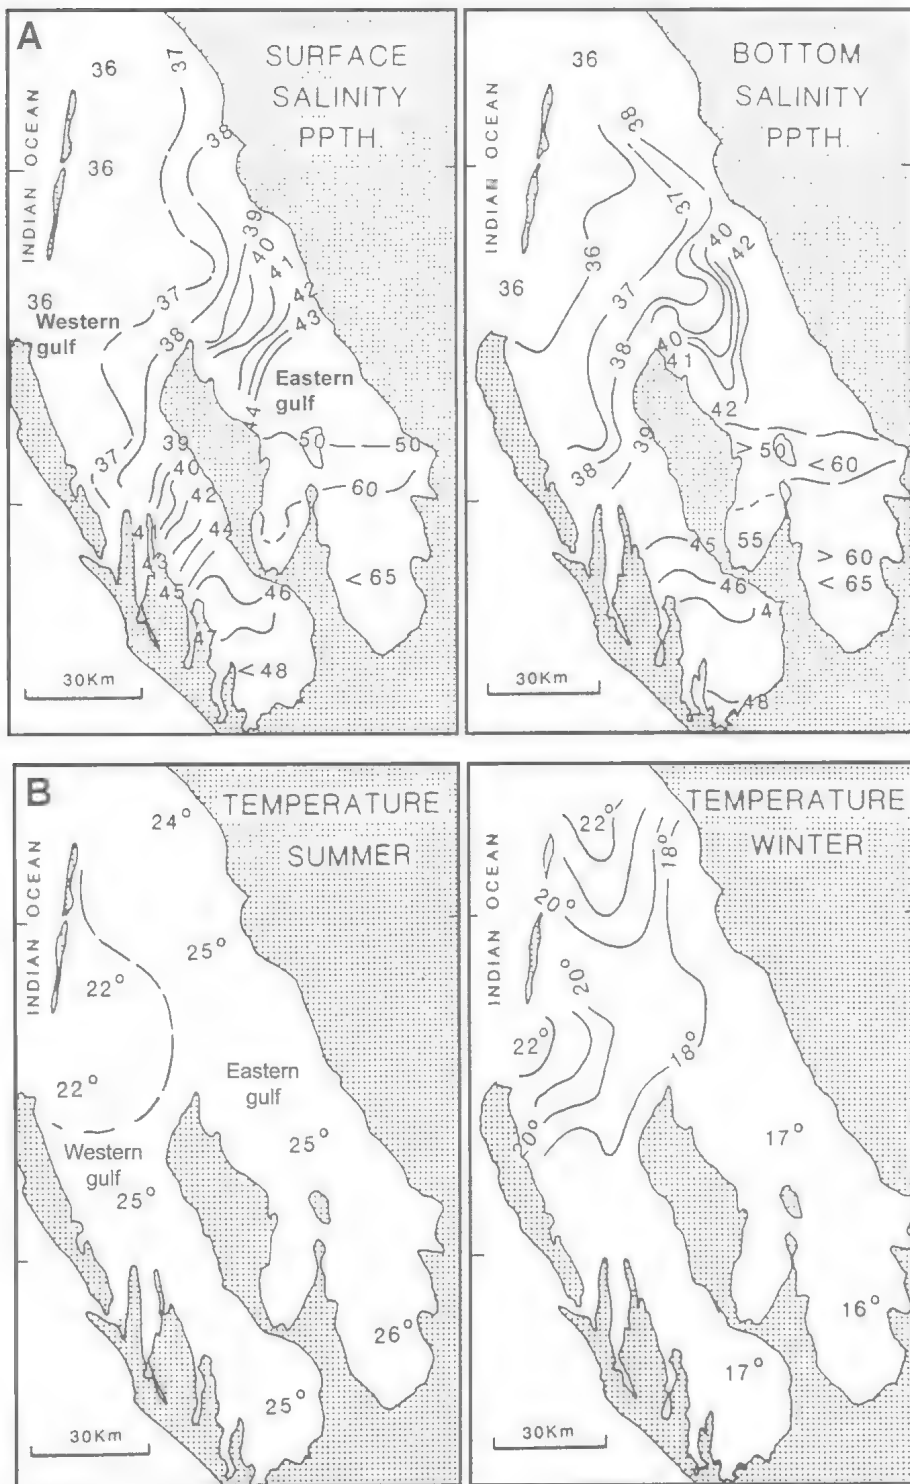 A
SURFACE
SALINITY
PPTH.
INDIAN OCEAN
36
37
36
38
39
40
41
42
43
36
Western
gulf
37
38
Eastern
gulf
44
50
50
60
37
39
40
42
44
41
43
45
46
< 65
47
< 48
30Km
BOTTOM
SALINITY
PPTH.
INDIAN OCEAN
36
38
37
40
42
36
36
37
38
40
41
42
39
38
> 50
< 60
55
45
46
> 60
< 65
47
48
30Km
B
TEMPERATURE
SUMMER
INDIAN OCEAN
24°
25°
22°
22°
Eastern
gulf
25°
Western
gulf
25°
26°
25°
30Km
TEMPERATURE
WINTER
INDIAN OCEAN
22°
18°
20°
20°
22°
18°
20°
17°
16°
17°
30Km